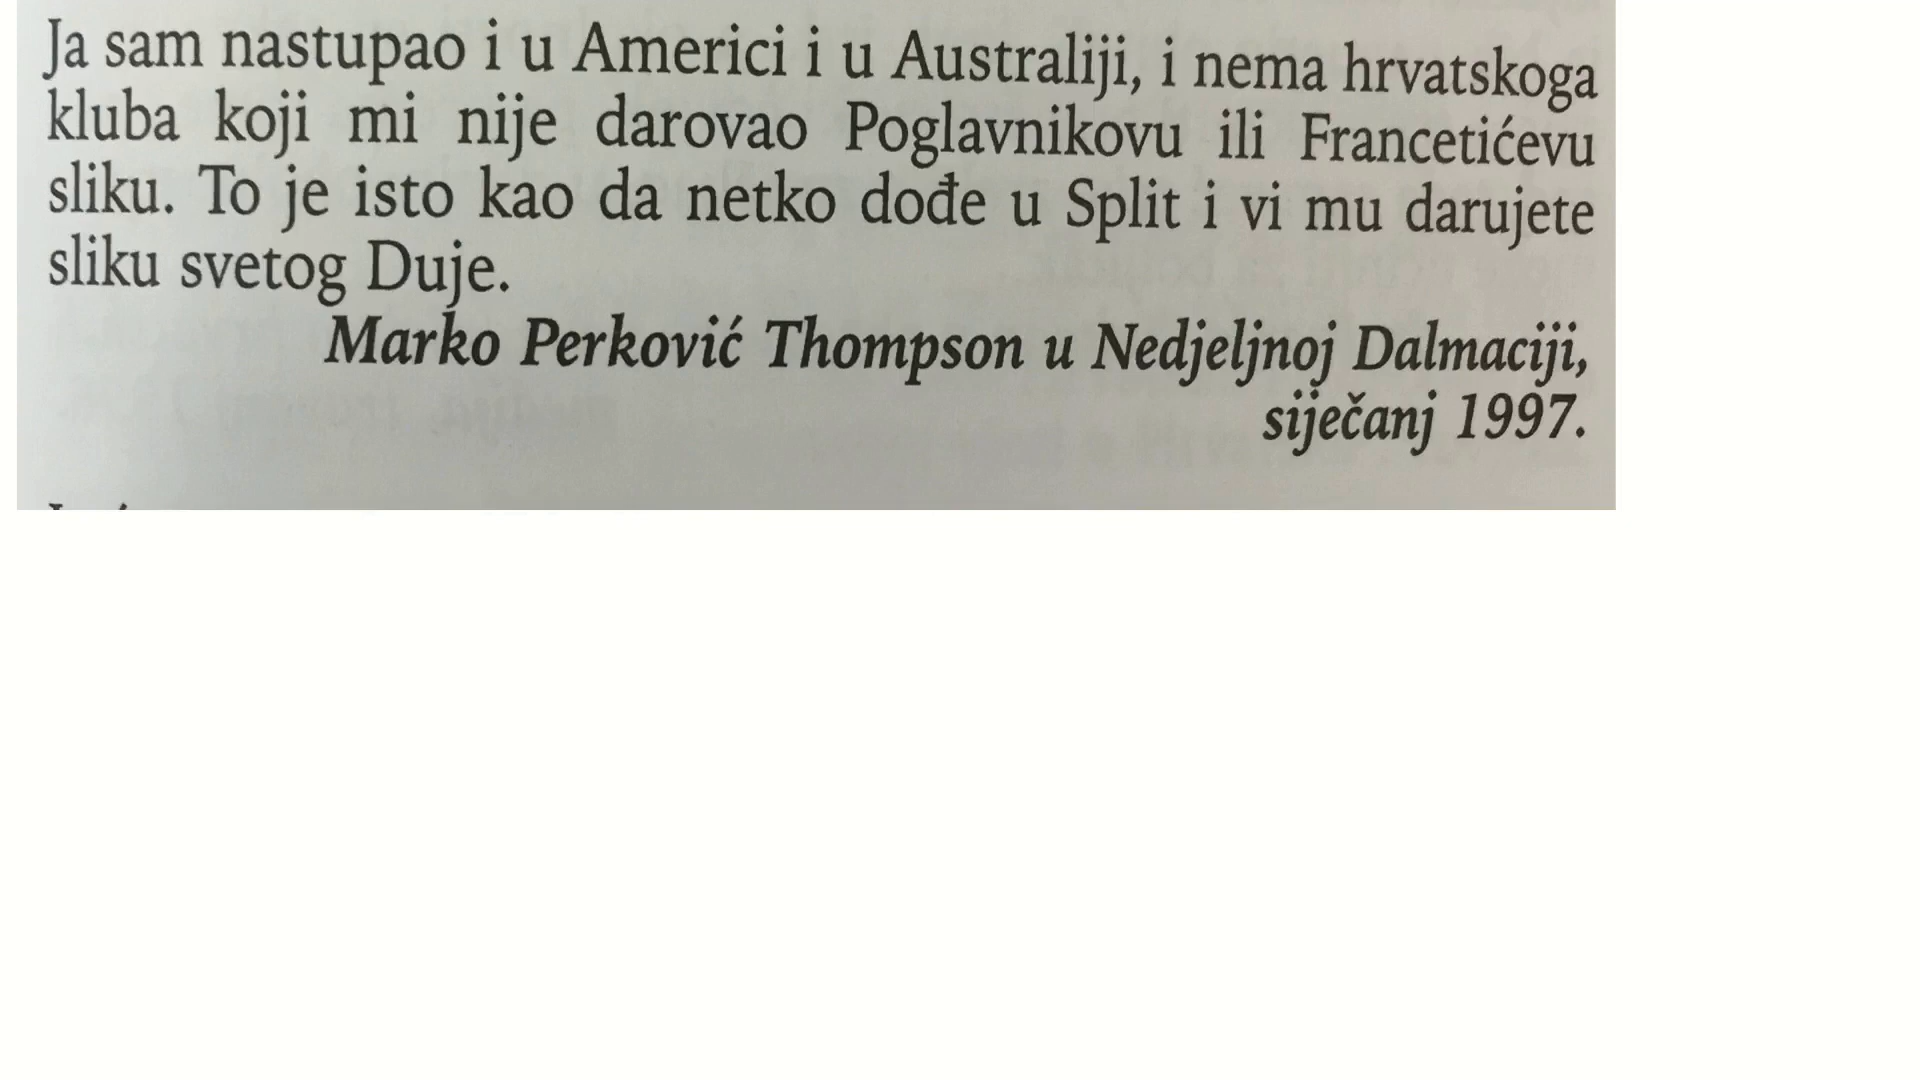 Ja sam nastupao i u Americi i u Australiji, i nema hrvatskoga
kluba koji mi nije darovao Poglavnikovu ili Francetićevu
sliku. To je isto kao da netko dođe u Split i vi mu darujete
sliku svetog Duje.
Marko Perković Thompson u Nedjeljnoj Dalmaciji,
siječanj 1997.